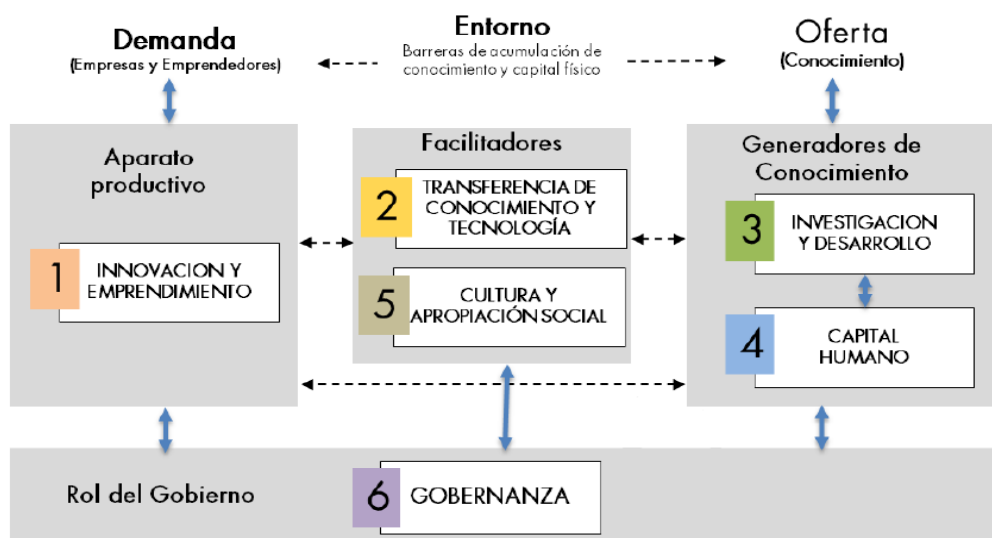 Demanda
(Empresas y Emprendedores)
Entorno
Barreras de acumulación de
conocimiento y capital físico
Oferta
(Conocimiento)
Aparato
productivo
1
INNOVACION Y
EMPRENDIMIENTO
Facilitadores
2
TRANSFERENCIA DE
CONOCIMIENTO Y
TECNOLOGÍA
5
CULTURA Y
APROPIACIÓN SOCIAL
Generadores de
Conocimiento
3
INVESTIGACION
Y DESARROLLO
4
CAPITAL
HUMANO
Rol del Gobierno
6
GOBERNANZA